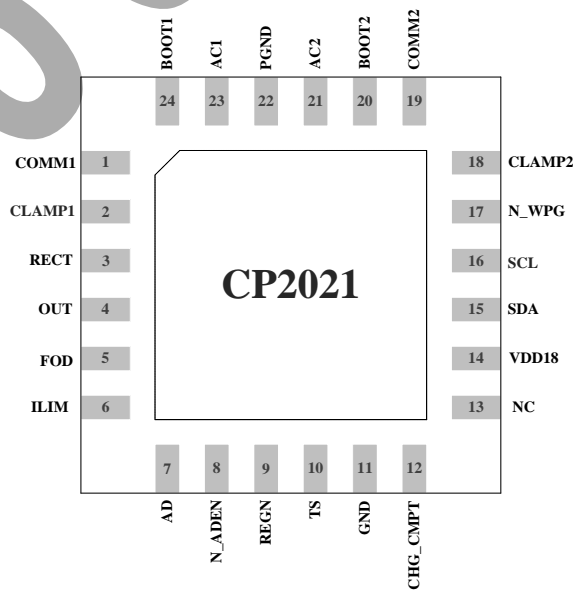 BOOT1 AC1 PGND AC2 BOOT2 COMM2
24 23 22 21 20 19
COMM1 1 18 CLAMP2
CLAMP1 2 17 N_WPG
RECT 3 16 SCL
CP2021
OUT 4 15 SDA
FOD 5 14 VDD18
ILIM 6 13 NC
7 8 9 10 11 12
AD N_ADEN REGN TS GND CHG_CMPT